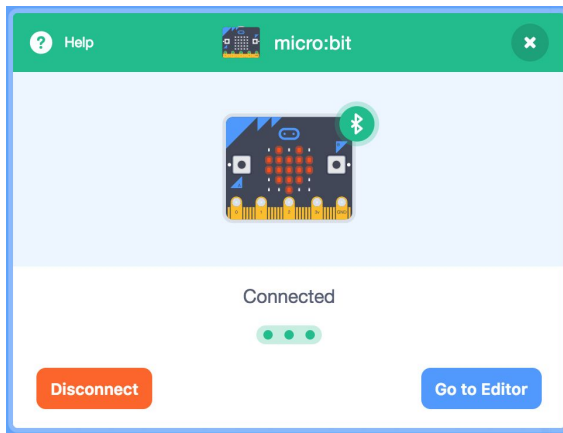 ? Help
micro:bit
Connected
Disconnect
Go to Editor